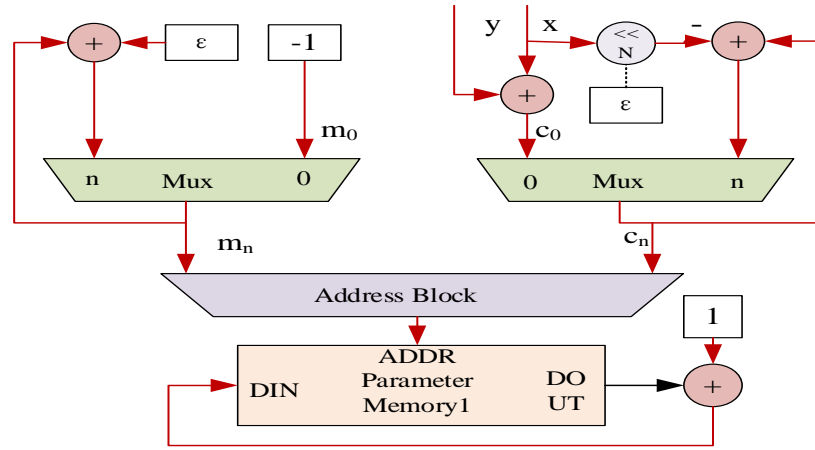 y x << -
+ ε -1 N +
+ ε
m0 c0
n Mux 0 0 Mux n
mn cn
Address Block
1
ADDR
DIN Parameter DO +
Memory1 UT